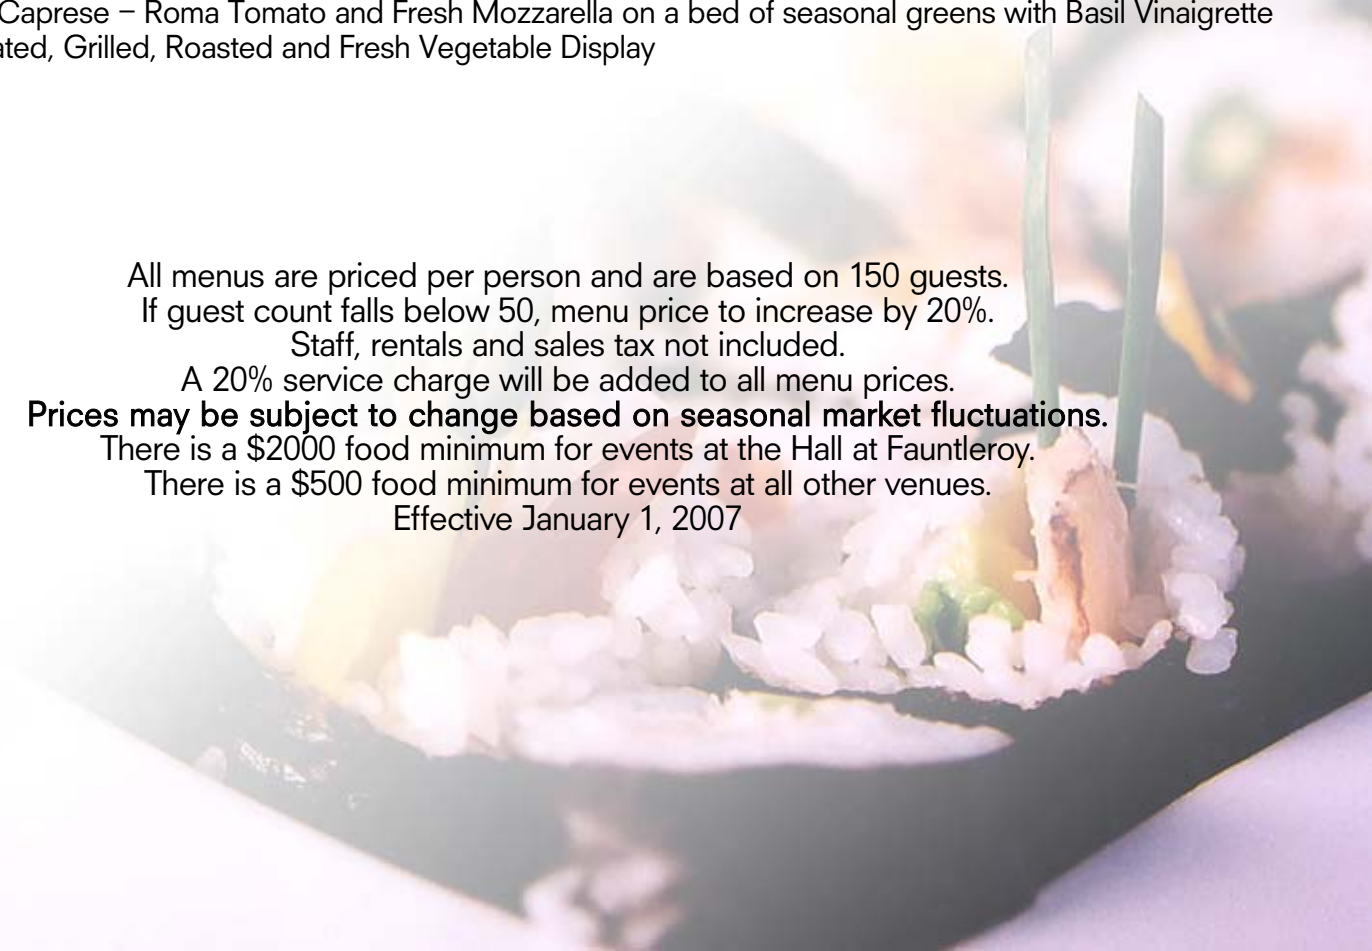 Caprese – Roma Tomato and Fresh Mozzarella on a bed of seasonal greens with Basil Vinaigrette
Grilled, Roasted and Fresh Vegetable Display
All menus are priced per person and are based on 150 guests.
If guest count falls below 50, menu price to increase by 20%.
Staff, rentals and sales tax not included.
A 20% service charge will be added to all menu prices.
Prices may be subject to change based on seasonal market fluctuations.
There is a $2000 food minimum for events at the Hall at Fauntleroy.
There is a $500 food minimum for events at all other venues.
Effective January 1, 2007